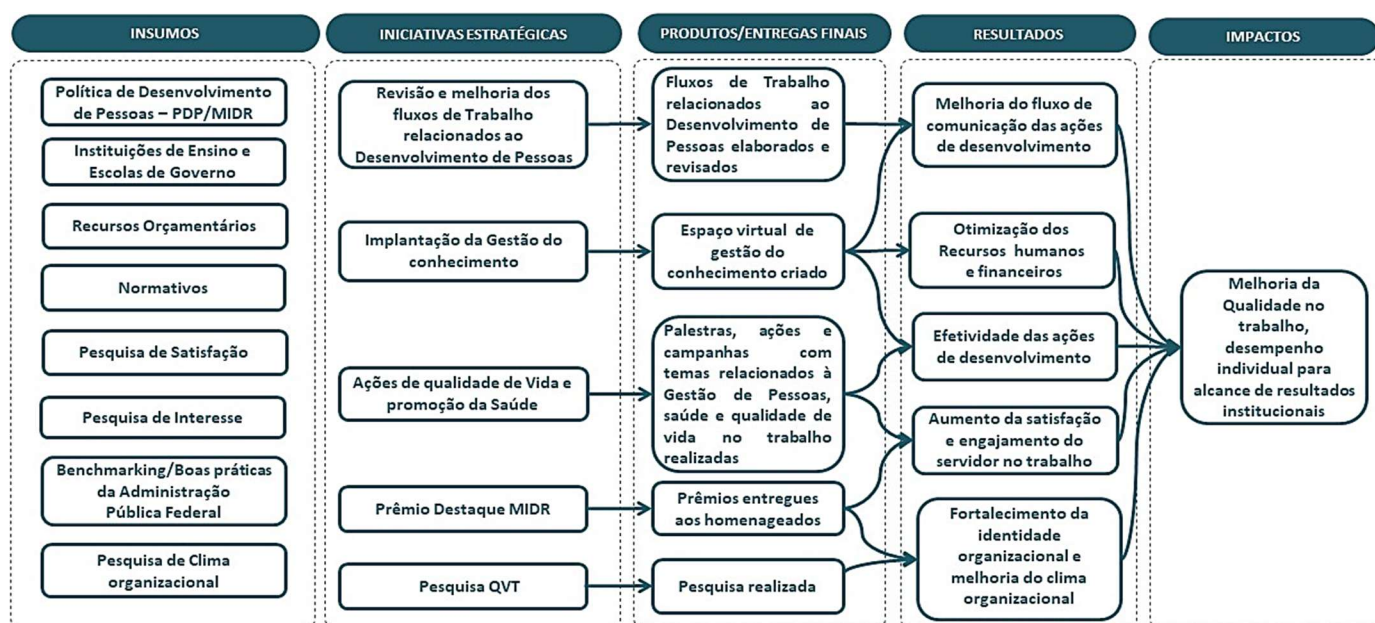 INSUMOS
Política de Desenvolvimento
de Pessoas – PDP/MIDR
Instituições de Ensino e
Escolas de Governo
Recursos Orçamentários
Normativos
Pesquisa de Satisfação
Pesquisa de Interesse
Benchmarking/Boas práticas
da Administração
Pública Federal
Pesquisa de Clima
organizacional
INICIATIVAS ESTRATÉGICAS
Revisão e melhoria dos
fluxos de Trabalho
relacionados ao
Desenvolvimento de Pessoas
Implantação da Gestão do
conhecimento
Ações de qualidade de Vida e
promoção da Saúde
Prêmio Destaque MIDR
Pesquisa QVT
PRODUTOS/ENTREGAS FINAIS
Fluxos de Trabalho
relacionados ao
Desenvolvimento de
Pessoas elaborados e
revisados
Espaço virtual de
gestão do
conhecimento criado
Palestras, ações e
campanhas com
temas relacionados à
Gestão de Pessoas,
saúde e qualidade de
vida no trabalho
realizadas
Prêmios entregues
aos homenageados
Pesquisa realizada
RESULTADOS
Melhoria do fluxo de
comunicação das ações
de desenvolvimento
Otimização dos
Recursos humanos
e financeiros
Efetividade das ações
de desenvolvimento
Aumento da satisfação
e engajamento do
servidor no trabalho
Fortalecimento da
identidade
organizacional e
melhoria do clima
organizacional
IMPACTOS
Melhoria da
Qualidade no
trabalho,
desempenho
individual para
alcance de resultados
institucionais